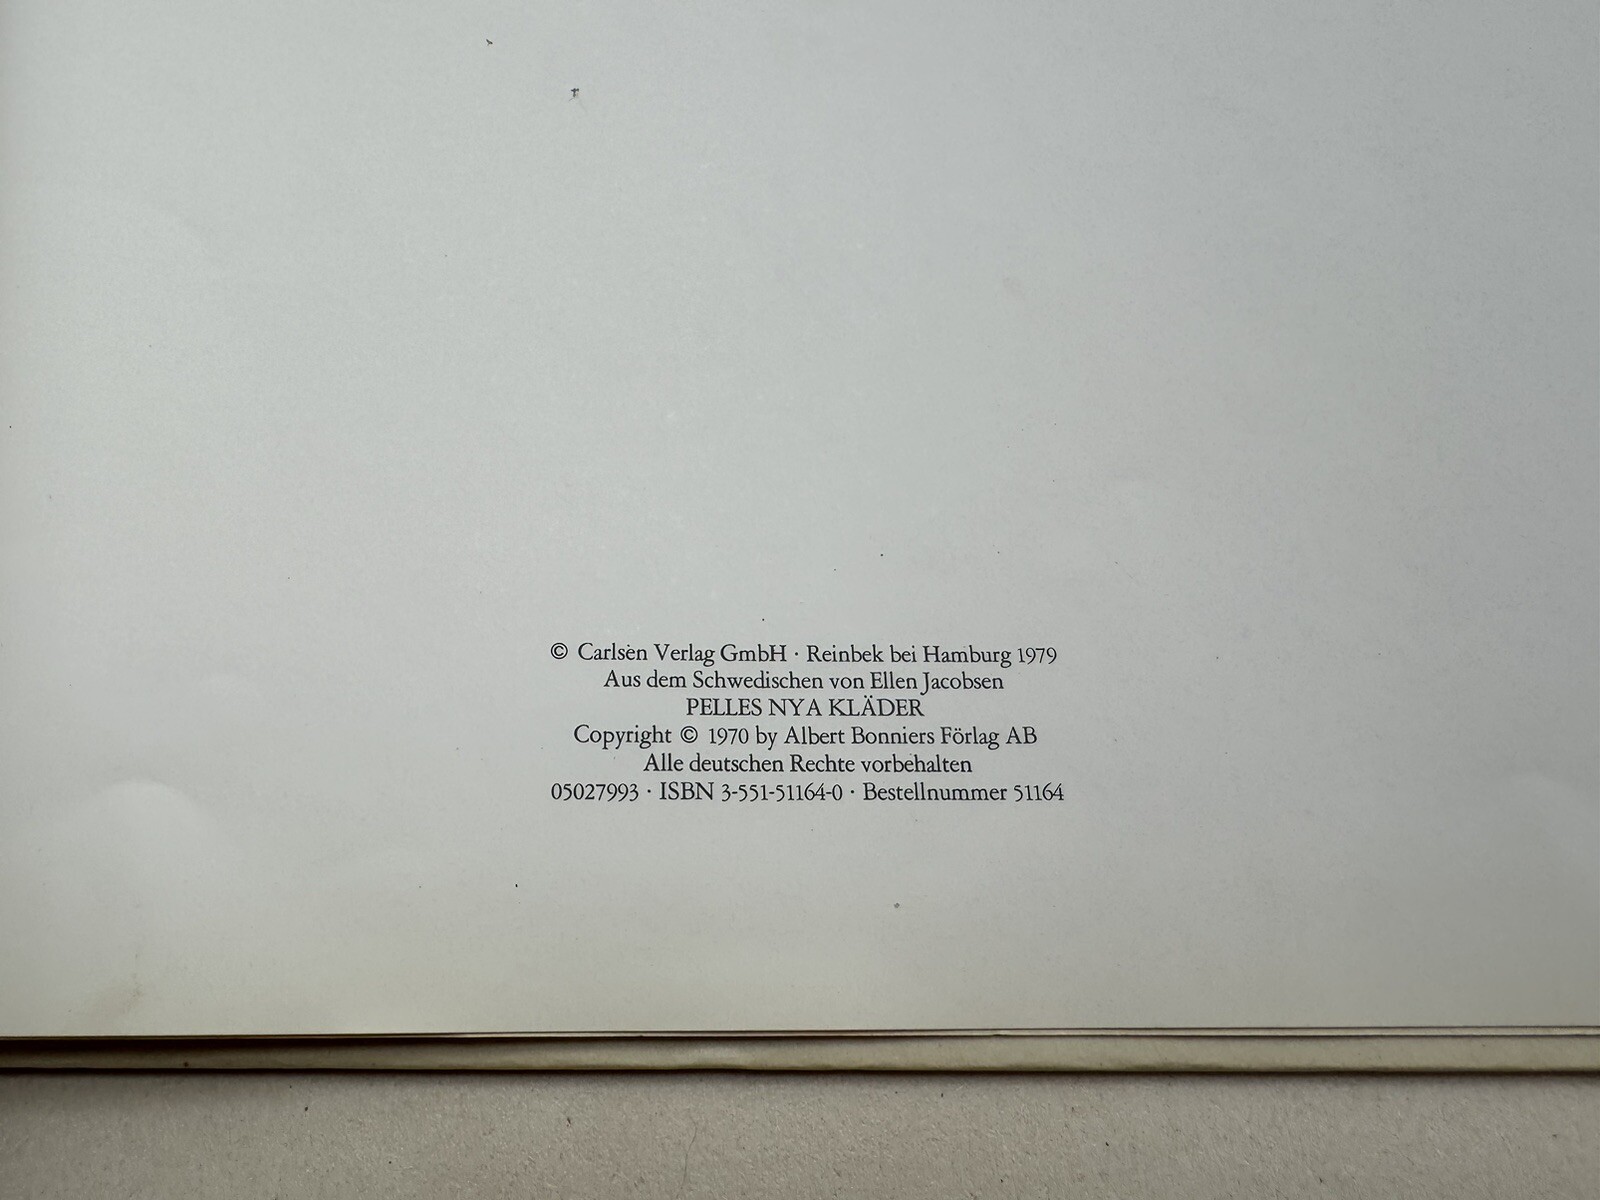 © Carlsen Verlag GmbH · Reinbek bei Hamburg 1979
Aus dem Schwedischen von Ellen Jacobsen
PELLES NYA KLÄDER
Copyright © 1970 by Albert Bonniers Förlag AB
Alle deutschen Rechte vorbehalten
05027993 · ISBN 3-551-51164-0 · Bestellnummer 51164